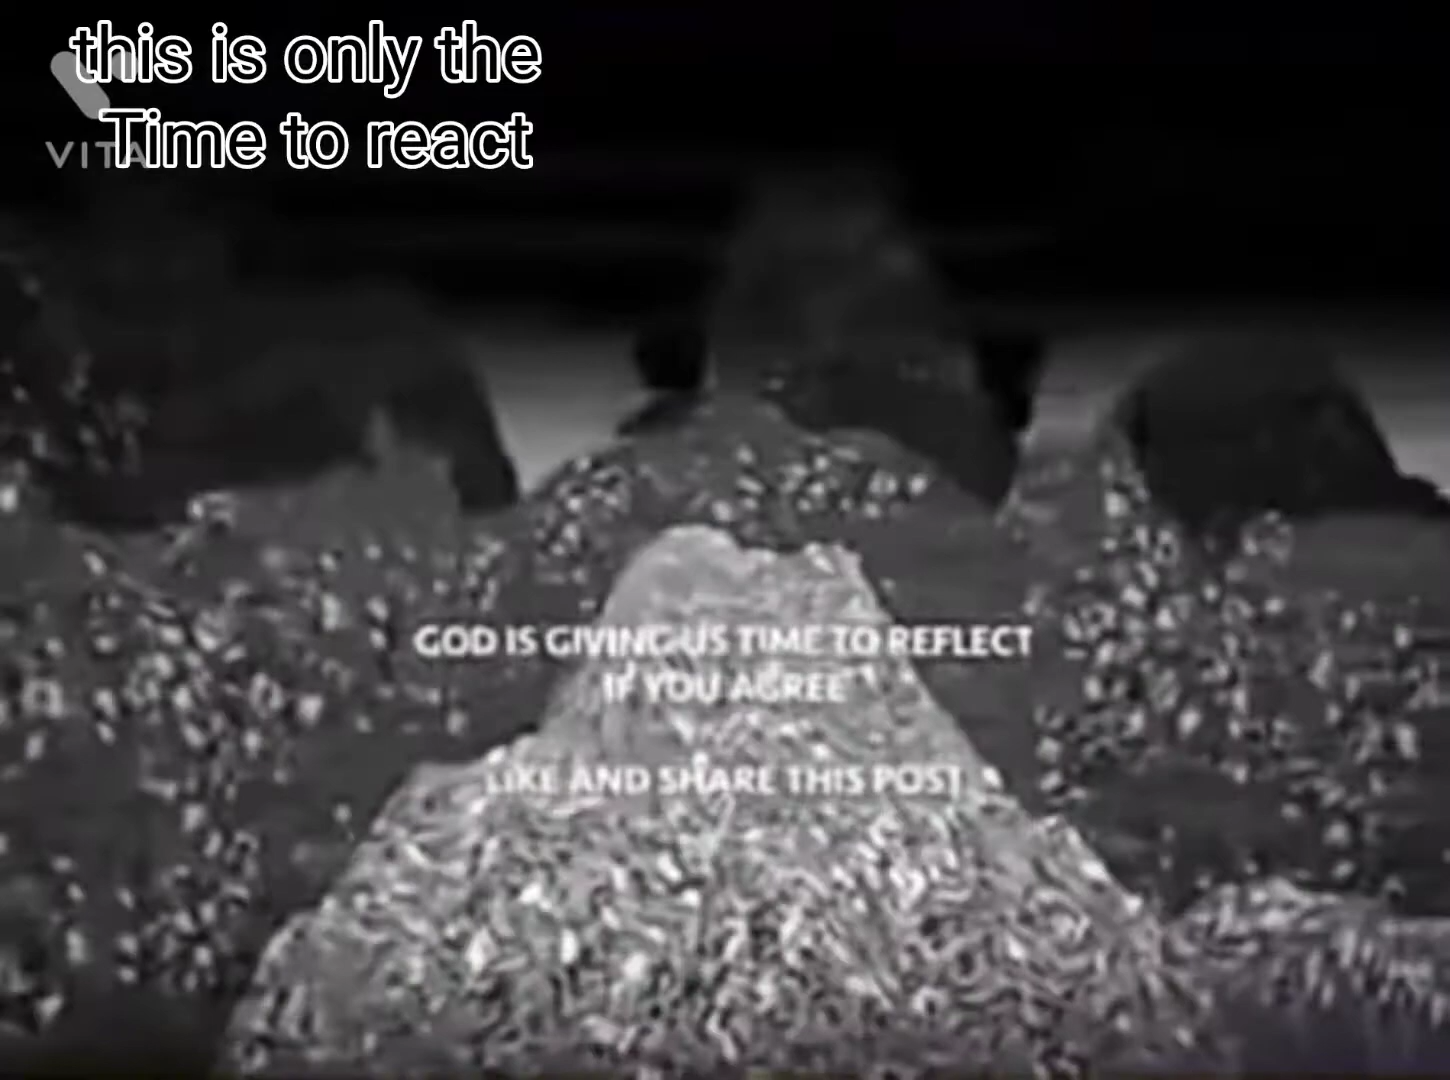 this is only the
Time to react
VITA
GOD IS GIVING US TIME TO REFLECT
IF YOU AGREE
LIKE AND SHARE THIS POST